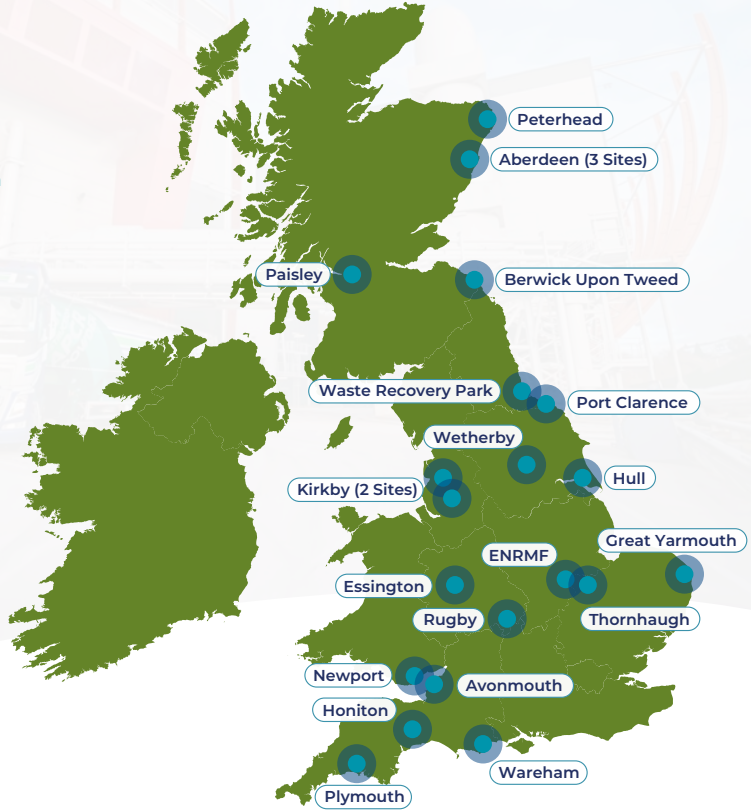 Peterhead
Aberdeen (3 Sites)
Paisley
Berwick Upon Tweed
Waste Recovery Park
Port Clarence
Wetherby
Hull
Kirkby (2 Sites)
Great Yarmouth
ENRMF
Essington
Rugby
Thornhaugh
Newport
Avonmouth
Honiton
Wareham
Plymouth